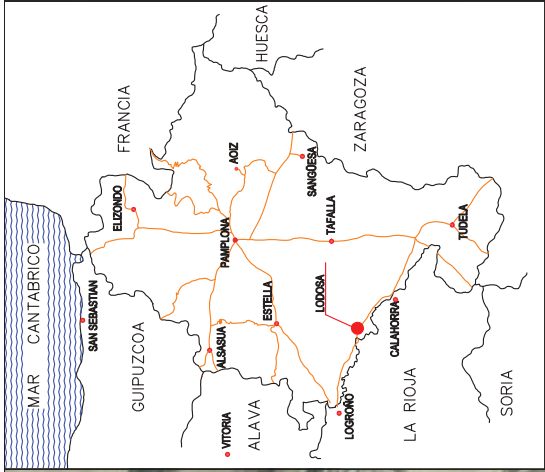 MAR CANTABRICO
SAN SEBASTIAN
FRANCIA
HUESCA
ELIZONDO
GUIPUZCOA
AOIZ
ZARAGOZA
SANGÜESA
PAMPLONA
ALSASUA
VITORIA
ALAVA
ESTELLA
TAFALLA
LODOSA
LOGROÑO
CALAHORRA
LA RIOJA
TUDELA
SORIA